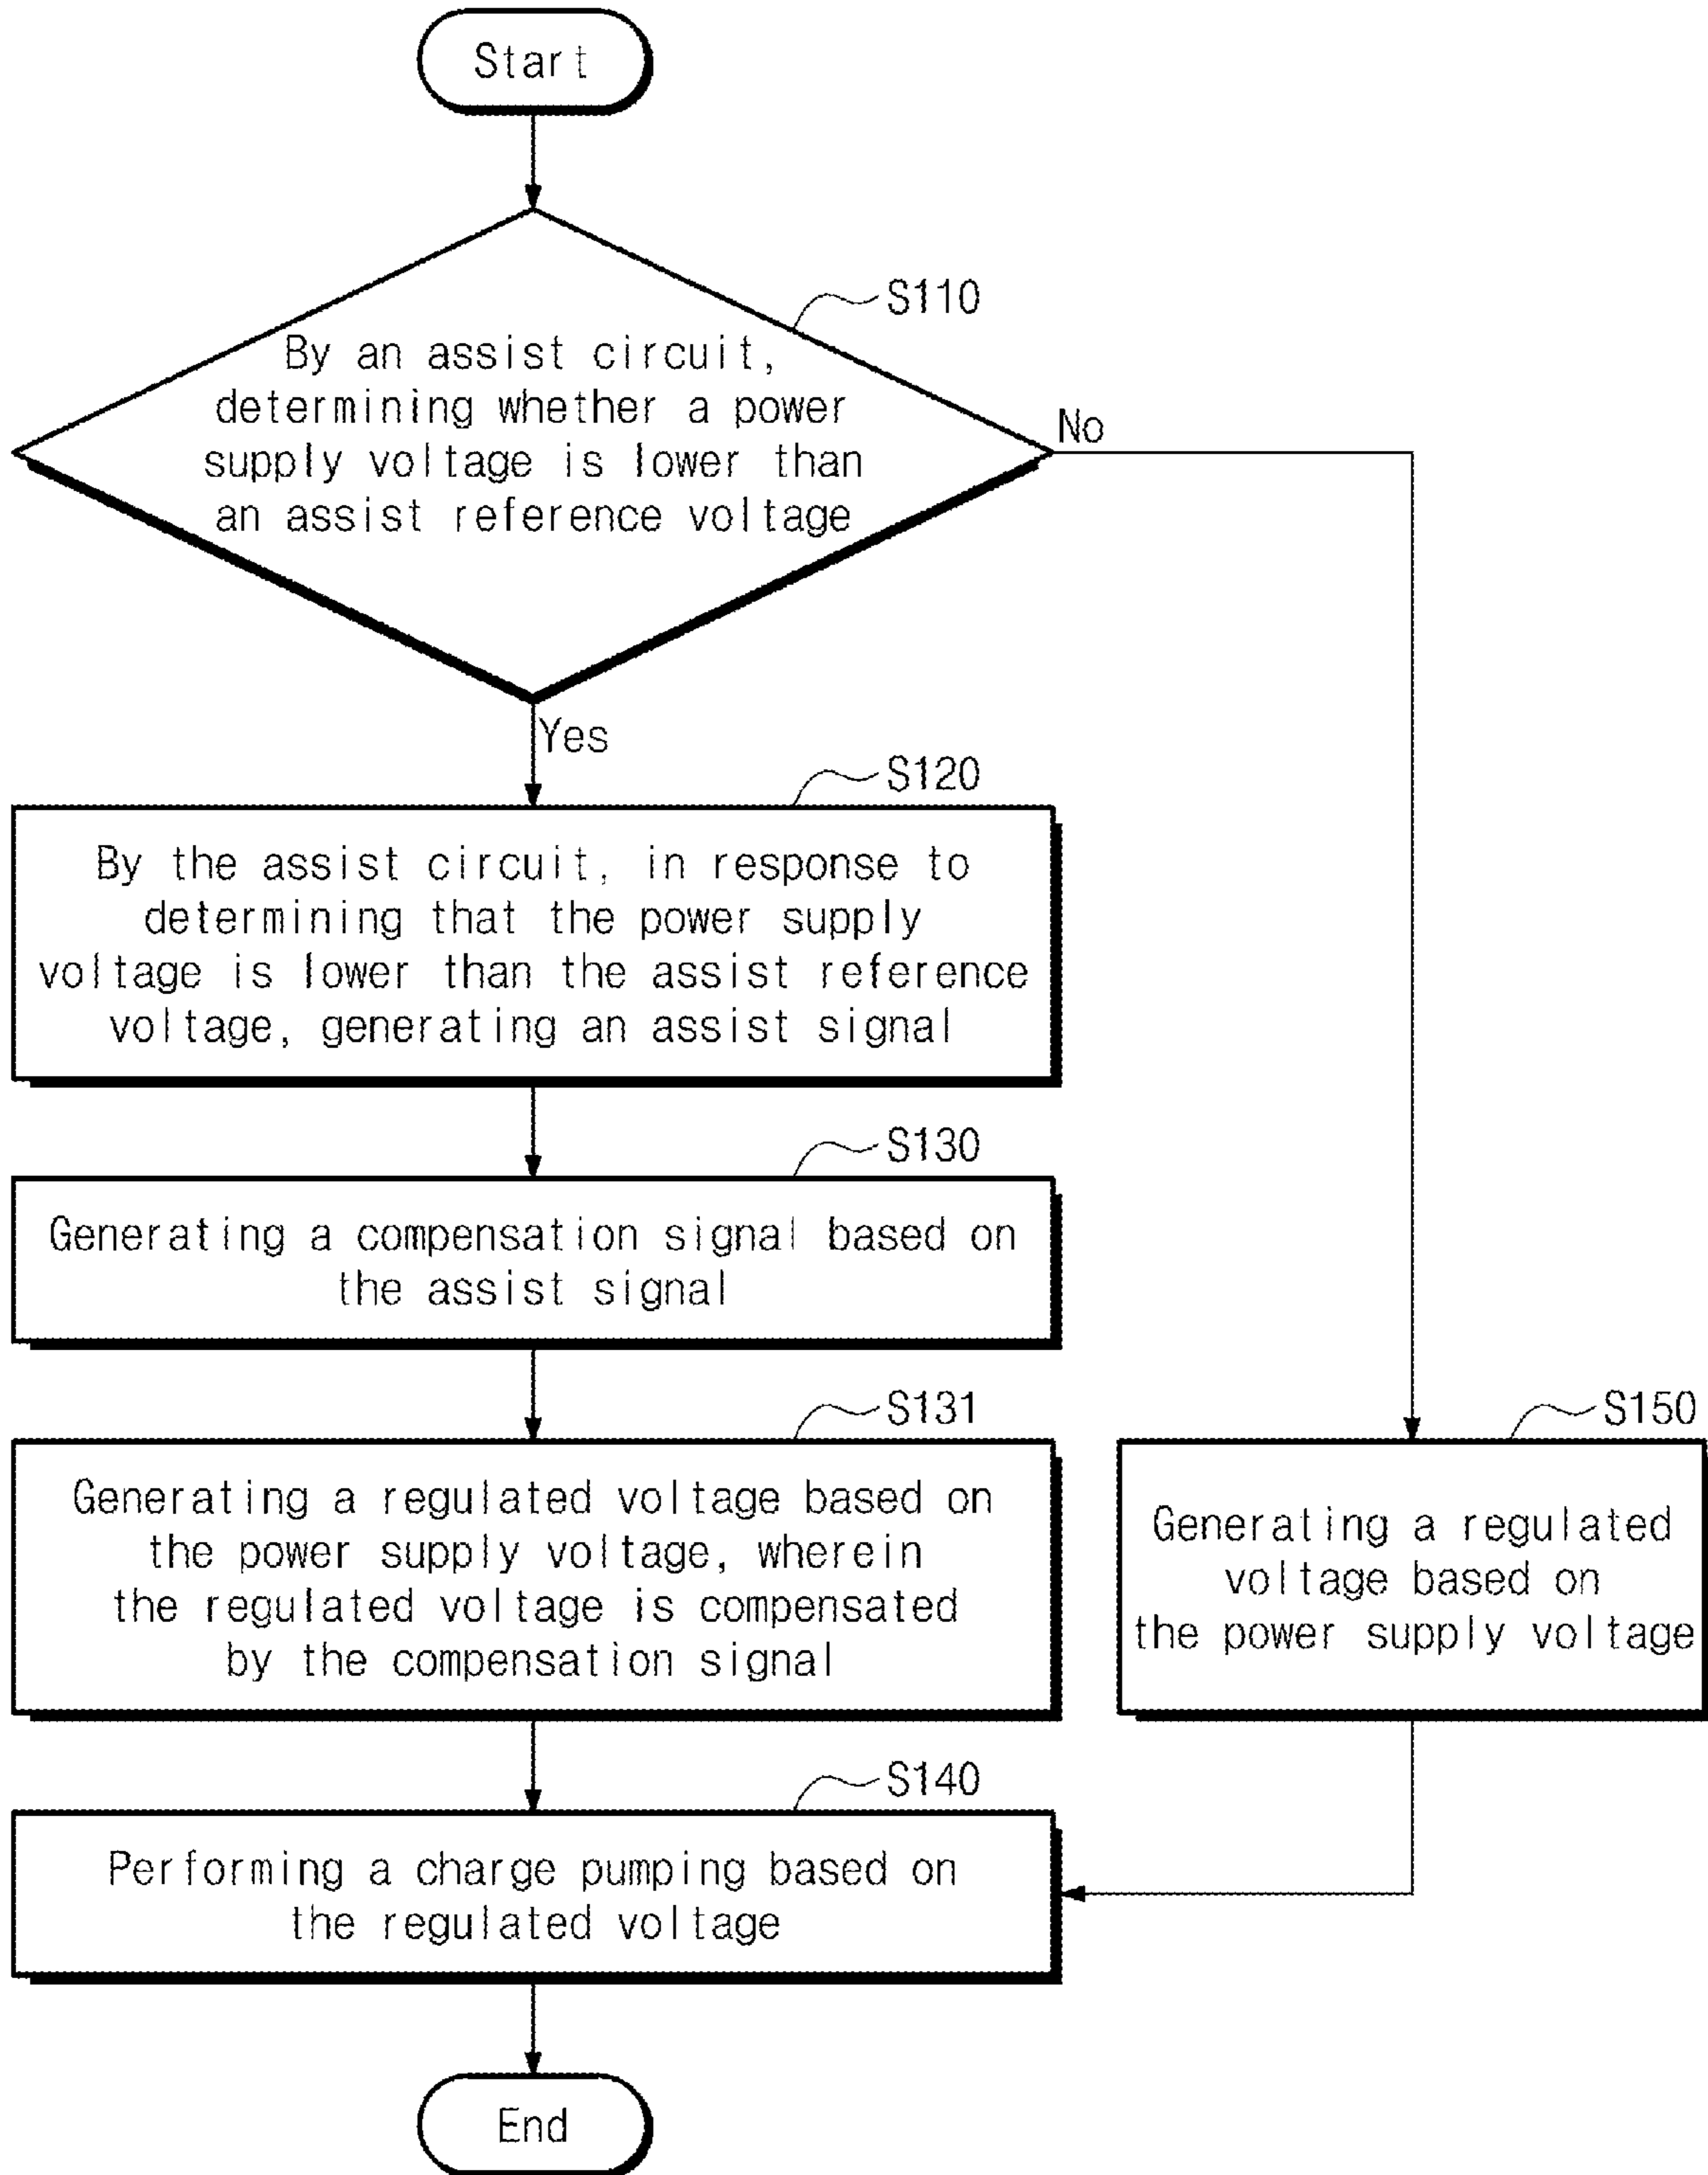 Start
S110
By an assist circuit,
determining whether a power
supply voltage is lower than
an assist reference voltage
No
Yes
S120
By the assist circuit, in response to
determining that the power supply
voltage is lower than the assist reference
voltage, generating an assist signal
S130
Generating a compensation signal based on
the assist signal
S131
Generating a regulated voltage based on
the power supply voltage, wherein
the regulated voltage is compensated
by the compensation signal
S150
Generating a regulated
voltage based on
the power supply voltage
S140
Performing a charge pumping based on
the regulated voltage
End